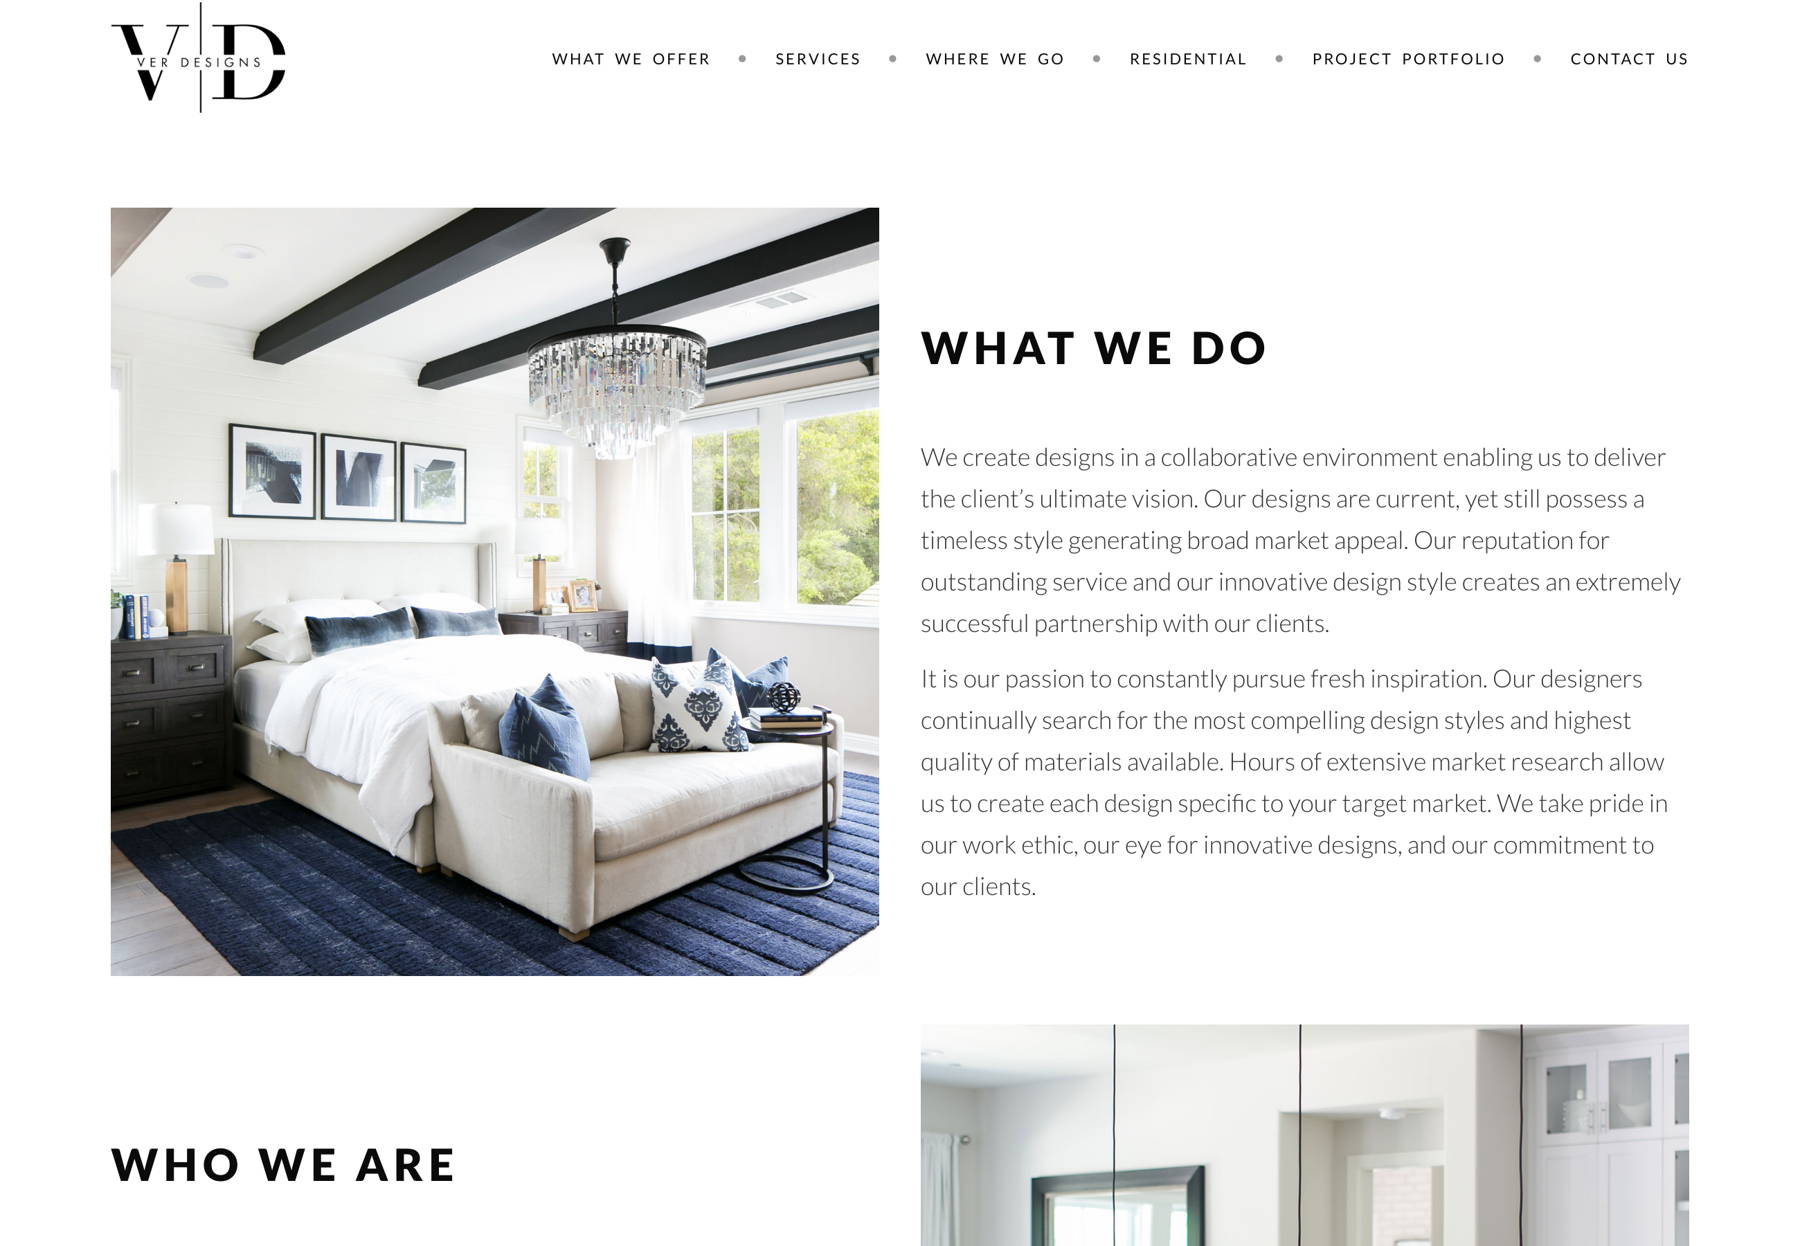 VER DESIGNS
WHAT WE OFFER • SERVICES • WHERE WE GO • RESIDENTIAL • PROJECT PORTFOLIO • CONTACT US
WHAT WE DO
We create designs in a collaborative environment enabling us to deliver
the client’s ultimate vision. Our designs are current, yet still possess a
timeless style generating broad market appeal. Our reputation for
outstanding service and our innovative design style creates an extremely
successful partnership with our clients.
It is our passion to constantly pursue fresh inspiration. Our designers
continually search for the most compelling design styles and highest
quality of materials available. Hours of extensive market research allow
us to create each design specific to your target market. We take pride in
our work ethic, our eye for innovative designs, and our commitment to
our clients.
WHO WE ARE